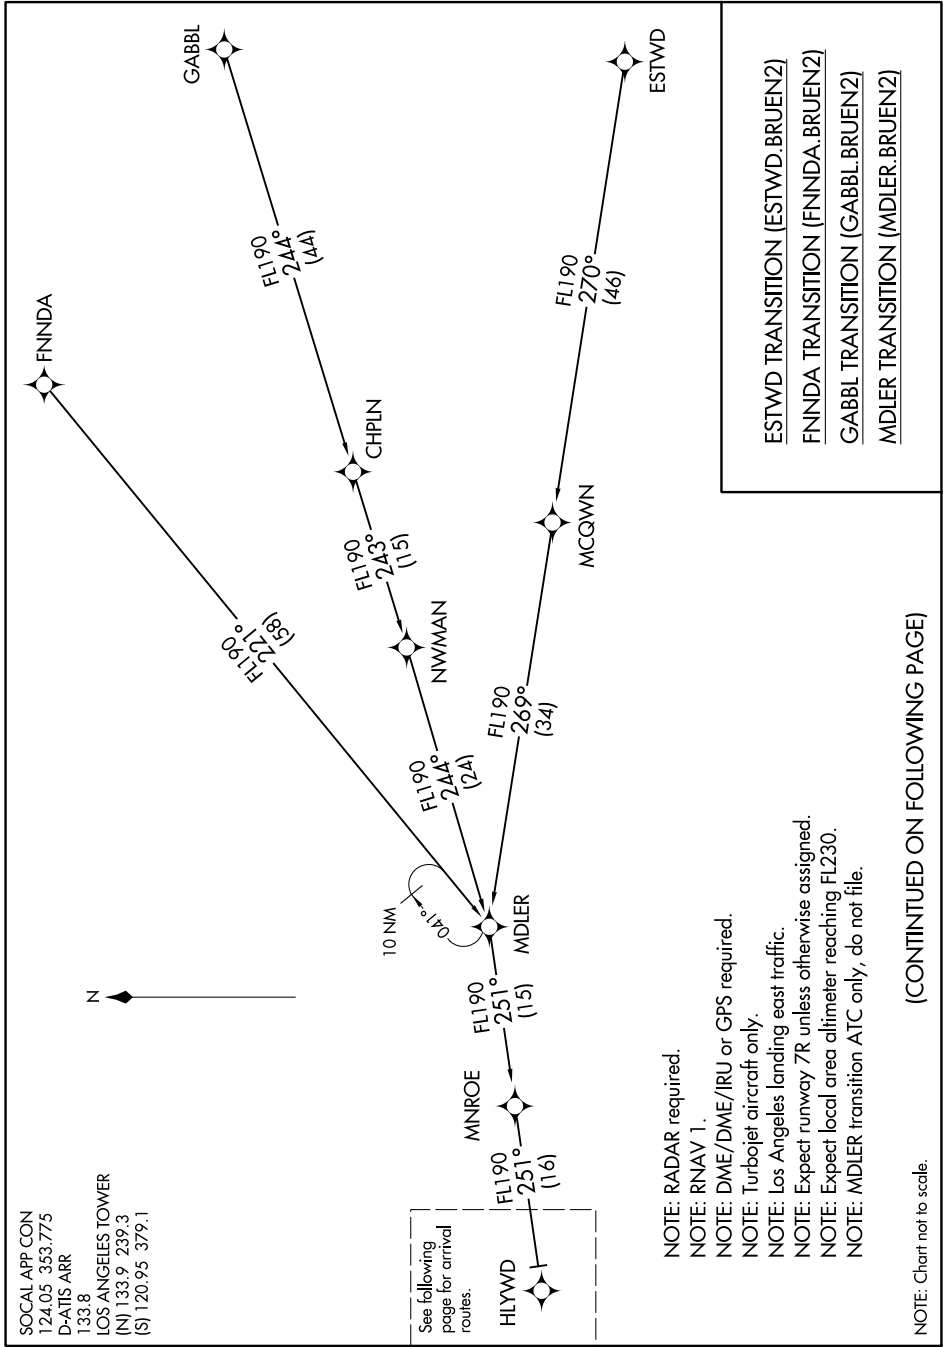 SOCAL APP CON
124.05 353.775
D-ATIS ARR
133.8
LOS ANGELES TOWER
(N) 133.9 239.3
(S) 120.95 379.1
N
FNNDA
GABBL
FL190
221°
(58)
FL190
244°
(44)
CHPLN
FL190
243°
(15)
NWMAN
FL190
244°
(24)
10 NM
041°
See following
page for arrival
routes.
HLYWD
FL190
251°
(16)
MNROE
FL190
251°
(15)
MDLER
FL190
269°
(34)
MCQWN
FL190
270°
(46)
ESTWD
NOTE: RADAR required.
NOTE: RNAV 1.
NOTE: DME/DME/IRU or GPS required.
NOTE: Turbojet aircraft only.
NOTE: Los Angeles landing east traffic.
NOTE: Expect runway 7R unless otherwise assigned.
NOTE: Expect local area altimeter reaching FL230.
NOTE: MDLER transition ATC only, do not file.
ESTWD TRANSITION (ESTWD.BRUEN2)
FNNDA TRANSITION (FNNDA.BRUEN2)
GABBL TRANSITION (GABBL.BRUEN2)
MDLER TRANSITION (MDLER.BRUEN2)
(CONTINTUED ON FOLLOWING PAGE)
NOTE: Chart not to scale.